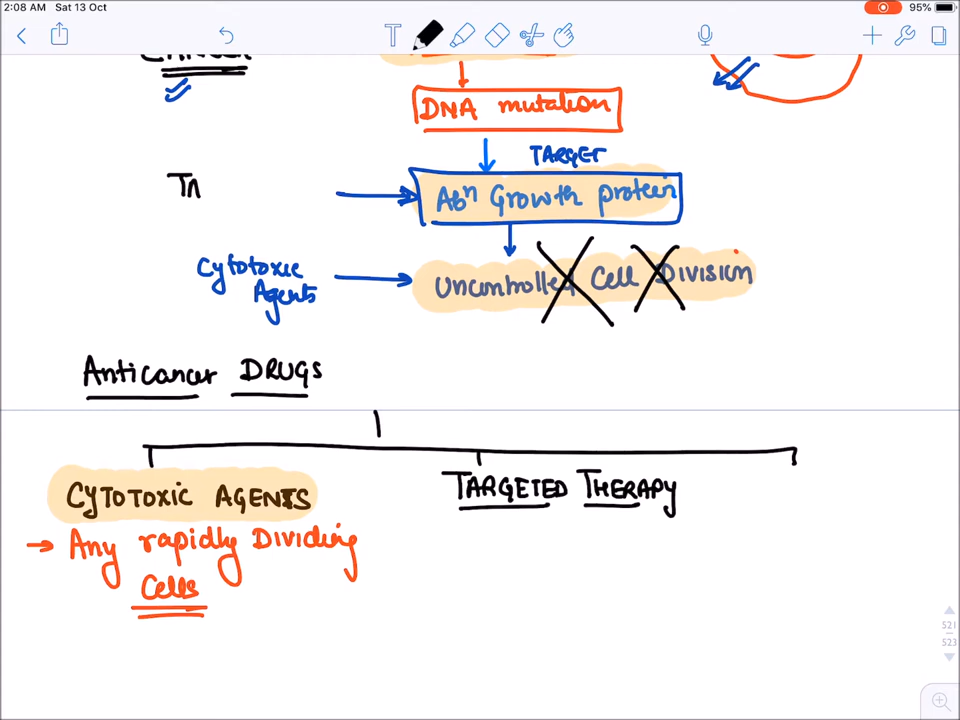 2:08 AM Sat 13 Oct
95%
T
CANCER
DNA mutation
TARGET
Abn Growth protein
Cytotoxic
Agents
Uncontrolled Cell Division
Anticancer DRUGS
CYTOTOXIC AGENTS
TARGETED THERAPY
→ Any rapidly Dividing
Cells
521
523